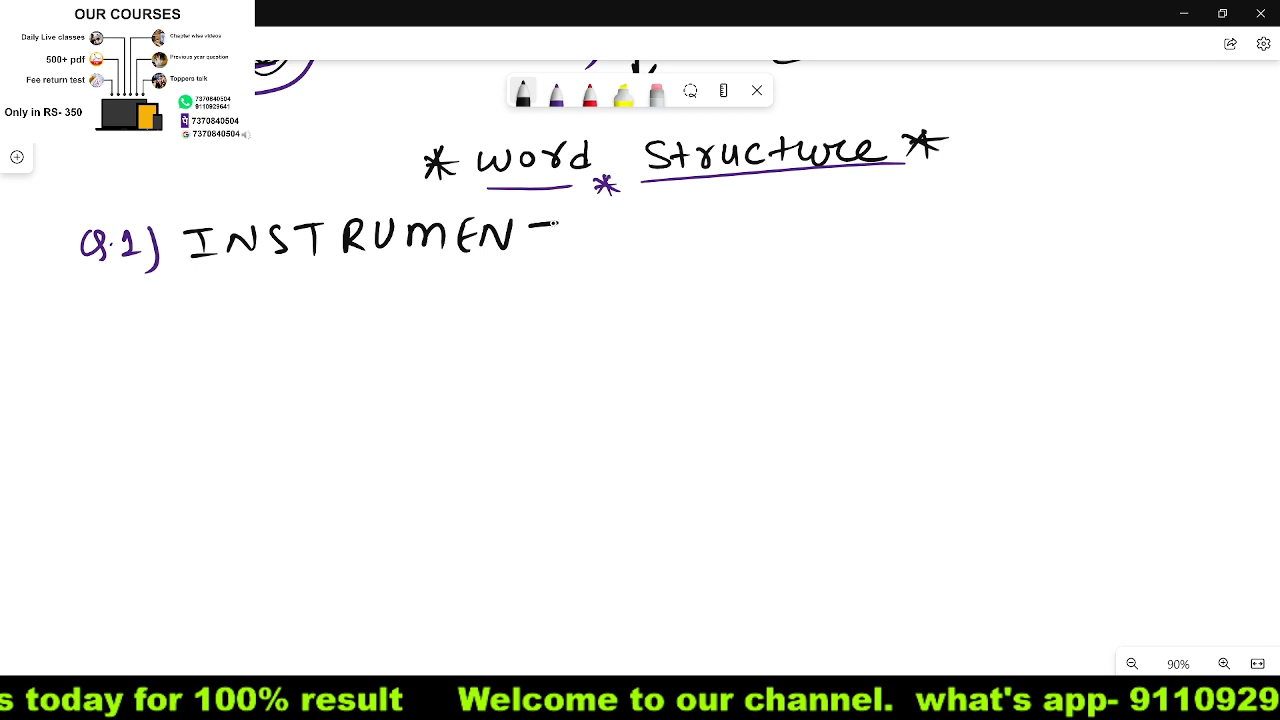 OUR COURSES
Daily Live classes
Chapter wise videos
500+ pdf
Previous year question
Fee return test
Toppers talk
Only in RS- 350
7370840504
9110923641
7370840504
7370840504
* word * Structure *
Q.1) INSTRUMEN
90%
s today for 100% result Welcome to our channel. what's app- 9110929